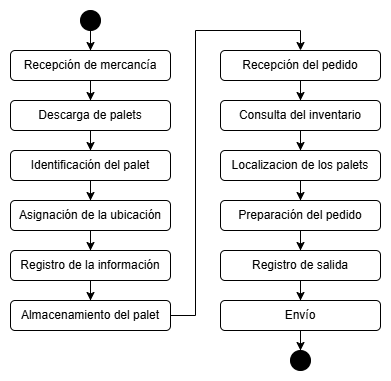 Recepción de mercancía
Descarga de palets
Identificación del palet
Asignación de la ubicación
Registro de la información
Almacenamiento del palet
Recepción del pedido
Consulta del inventario
Localizacion de los palets
Preparación del pedido
Registro de salida
Envío